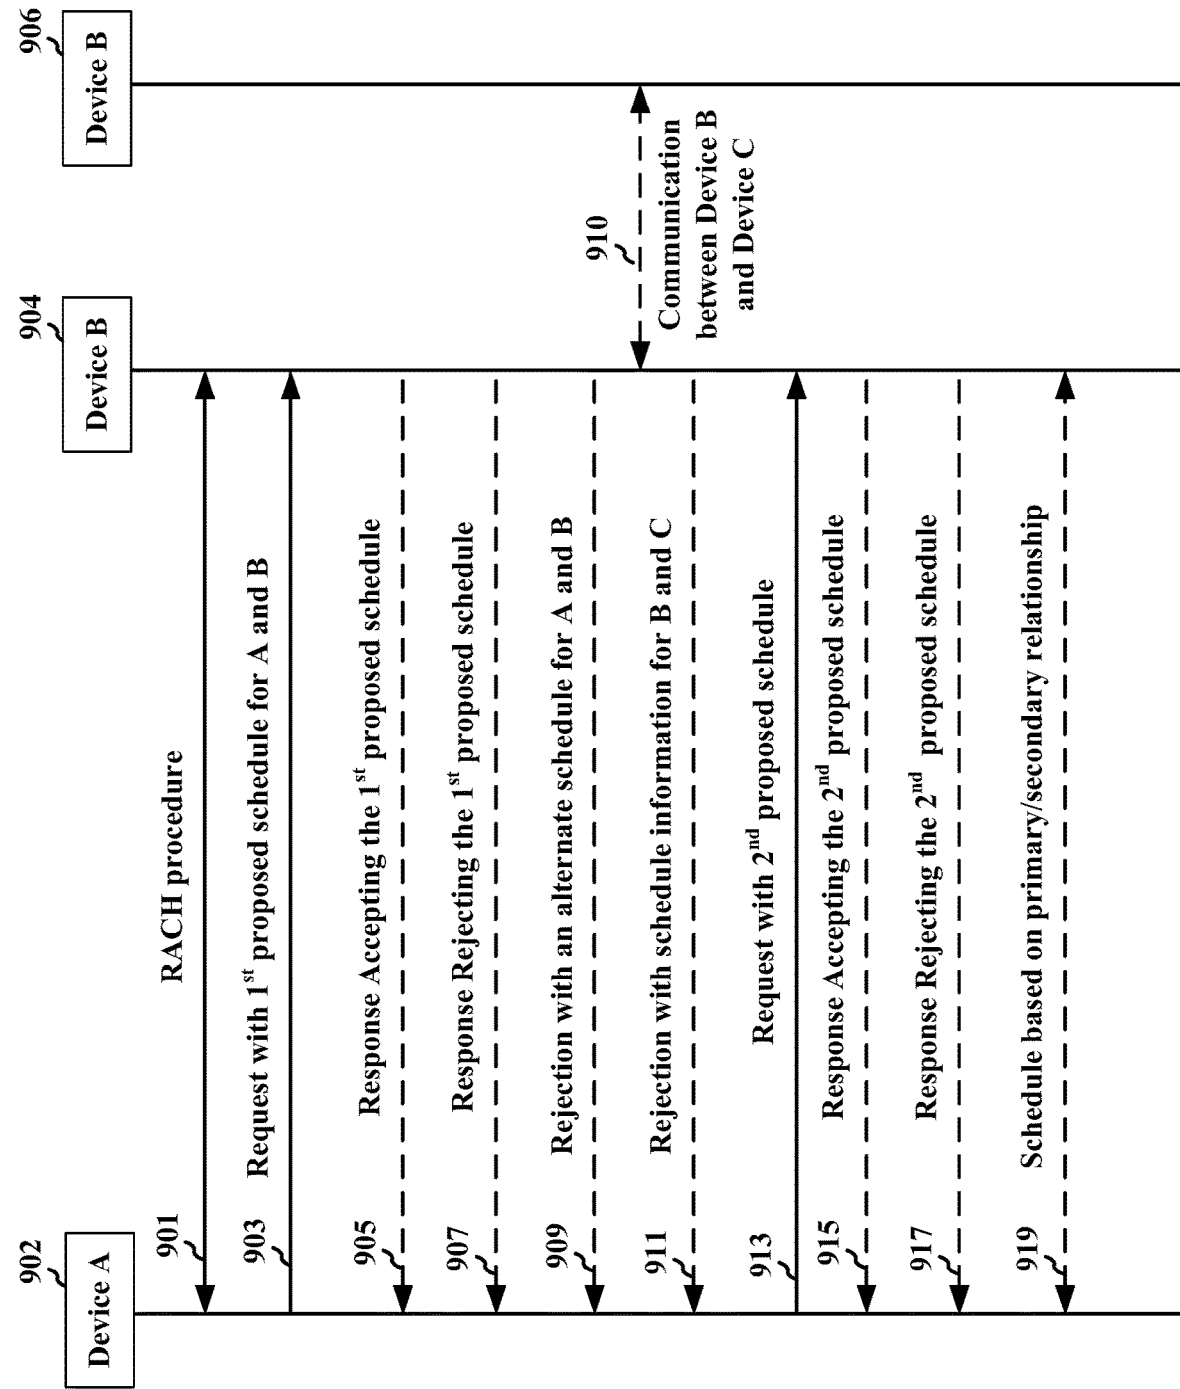 902
Device A
904
Device B
906
Device B
RACH procedure
901
Request with 1st proposed schedule for A and B
903
Response Accepting the 1st proposed schedule
905
Response Rejecting the 1st proposed schedule
907
Rejection with an alternate schedule for A and B
909
910
Communication
between Device B
and Device C
Rejection with schedule information for B and C
911
Request with 2nd proposed schedule
913
Response Accepting the 2nd proposed schedule
915
Response Rejecting the 2nd proposed schedule
917
Schedule based on primary/secondary relationship
919